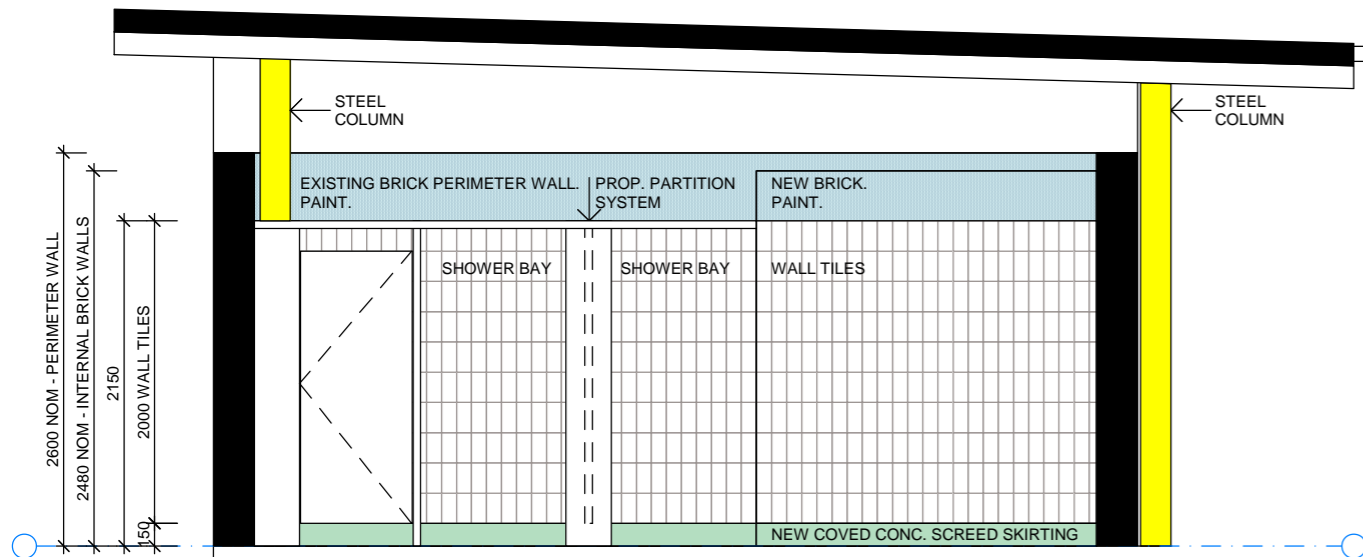 STEEL
COLUMN
STEEL
COLUMN
EXISTING BRICK PERIMETER WALL.
PAINT.
PROP. PARTITION
SYSTEM
NEW BRICK.
PAINT.
SHOWER BAY
SHOWER BAY
WALL TILES
NEW COVED CONC. SCREED SKIRTING
2600 NOM - PERIMETER WALL
2480 NOM - INTERNAL BRICK WALLS
2150
2000 WALL TILES
150